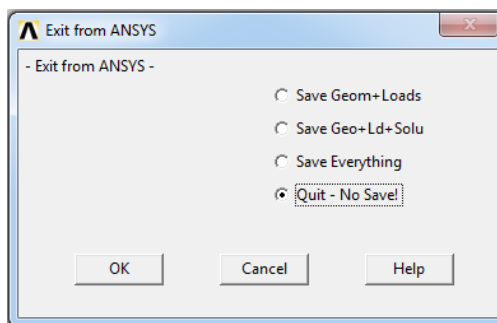 Exit from ANSYS
- Exit from ANSYS -
Save Geom+Loads
Save Geo+Ld+Solu
Save Everything
Quit - No Save!
OK Cancel Help